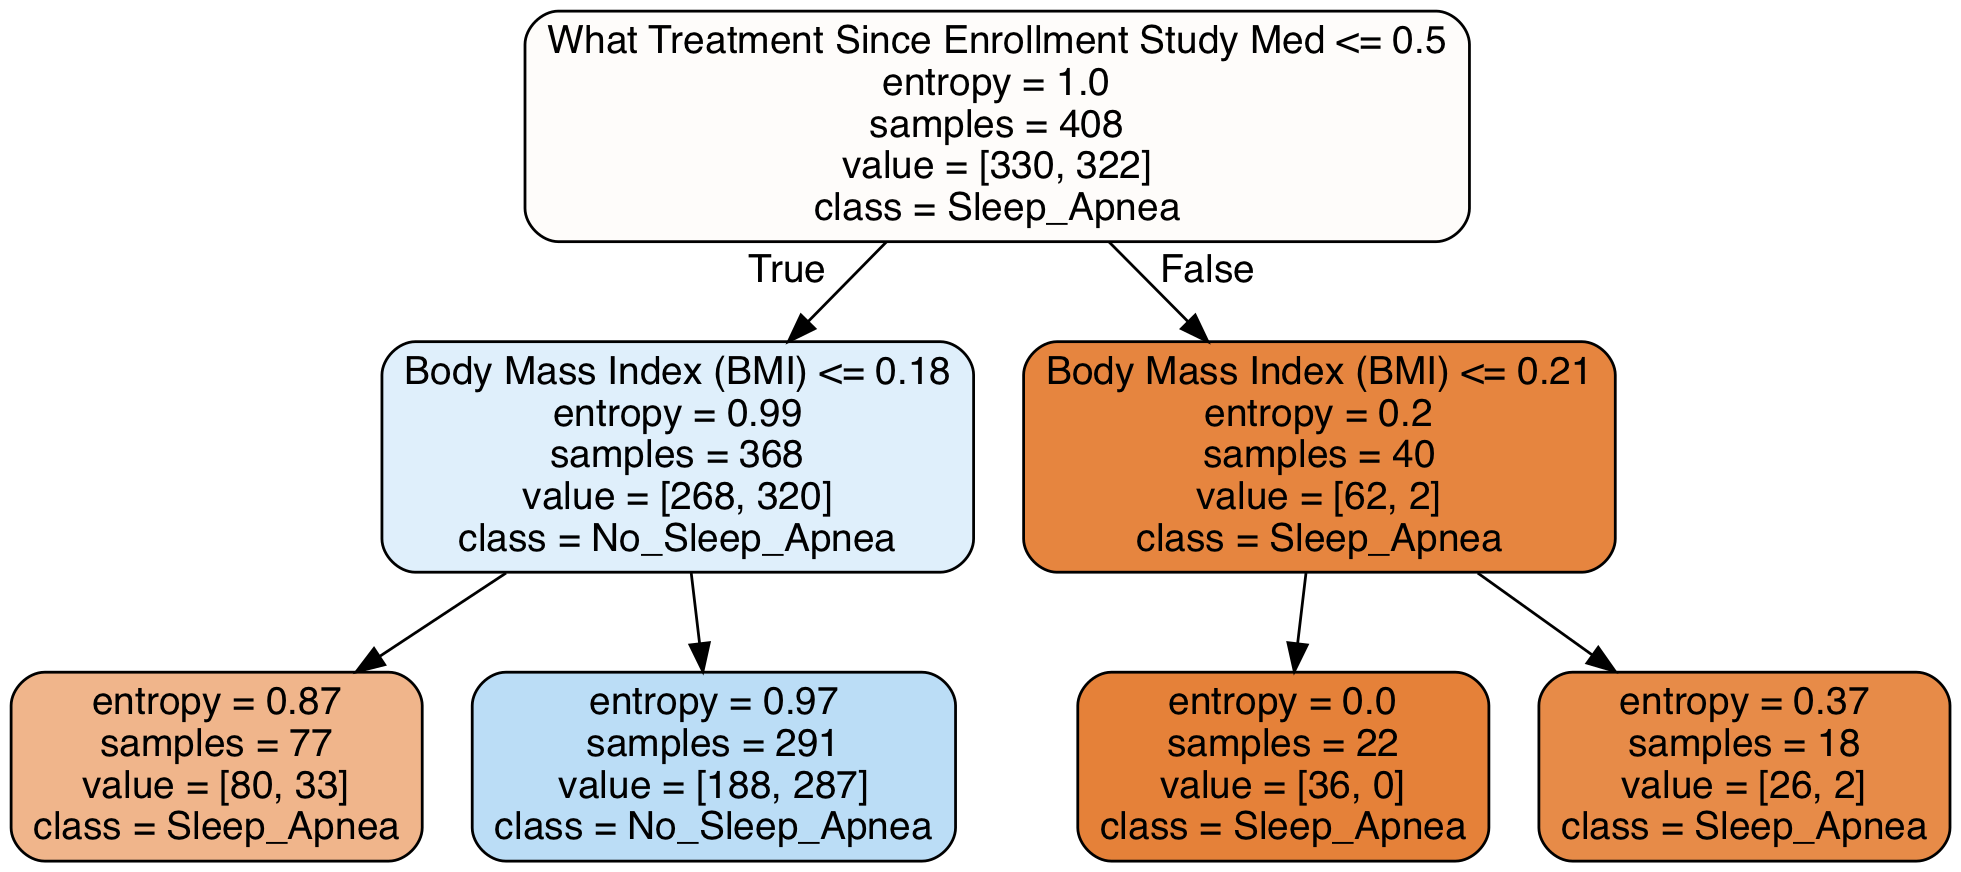 What Treatment Since Enrollment Study Med <= 0.5
entropy = 1.0
samples = 408
value = [330, 322]
class = Sleep_Apnea
True
False
Body Mass Index (BMI) <= 0.18
entropy = 0.99
samples = 368
value = [268, 320]
class = No_Sleep_Apnea
Body Mass Index (BMI) <= 0.21
entropy = 0.2
samples = 40
value = [62, 2]
class = Sleep_Apnea
entropy = 0.87
samples = 77
value = [80, 33]
class = Sleep_Apnea
entropy = 0.97
samples = 291
value = [188, 287]
class = No_Sleep_Apnea
entropy = 0.0
samples = 22
value = [36, 0]
class = Sleep_Apnea
entropy = 0.37
samples = 18
value = [26, 2]
class = Sleep_Apnea